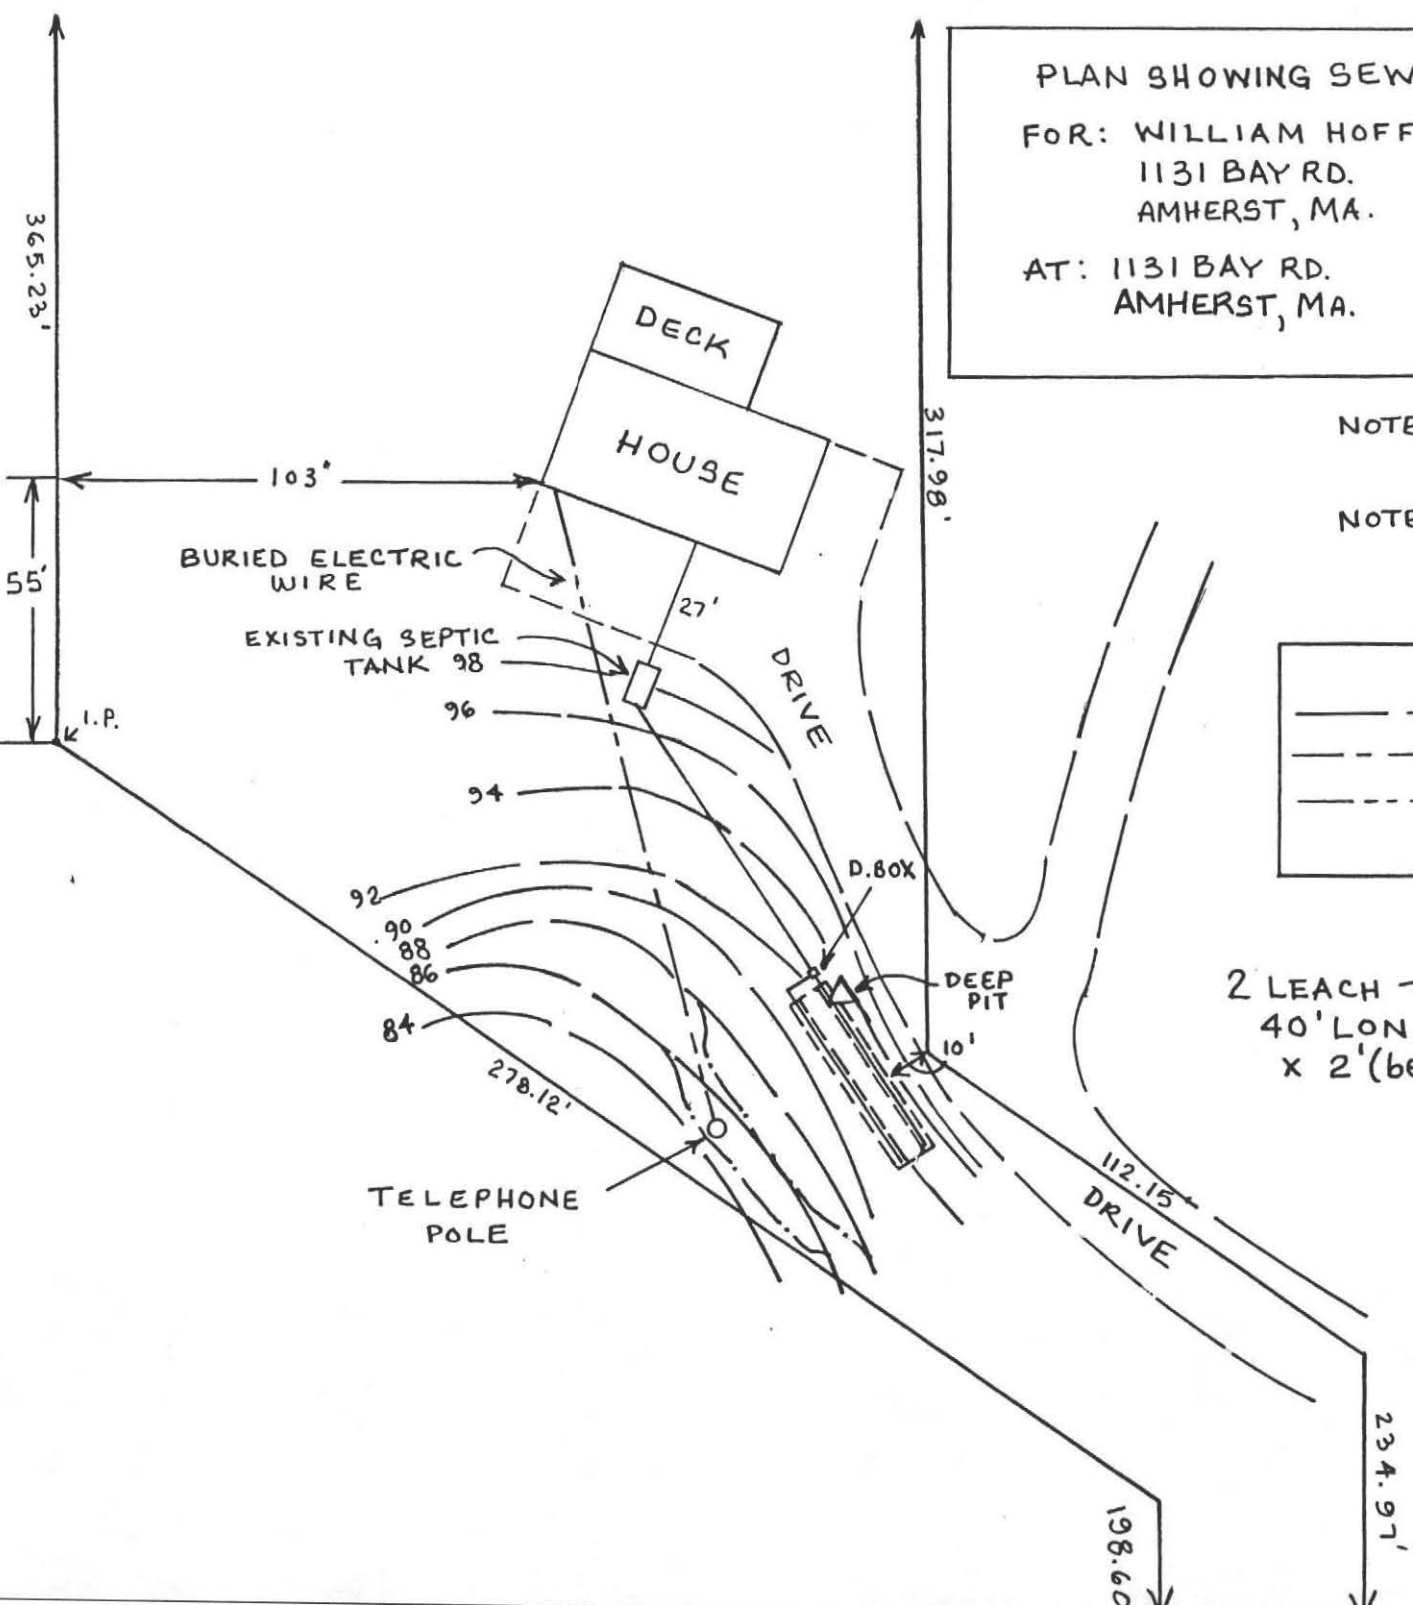 PLAN SHOWING SEW
FOR: WILLIAM HOFF
1131 BAY RD.
AMHERST, MA.
AT: 1131 BAY RD.
AMHERST, MA.
365.23'
DECK
HOUSE
317.98'
NOTE
NOTE
103'
55'
BURIED ELECTRIC
WIRE
27'
EXISTING SEPTIC
TANK 98
DRIVE
I.P.
96
94
D.BOX
92
90
88
86
84
DEEP
PIT
2 LEACH
40' LON
x 2' (be
10'
278.12'
TELEPHONE
POLE
112.15
DRIVE
234.97'
198.60